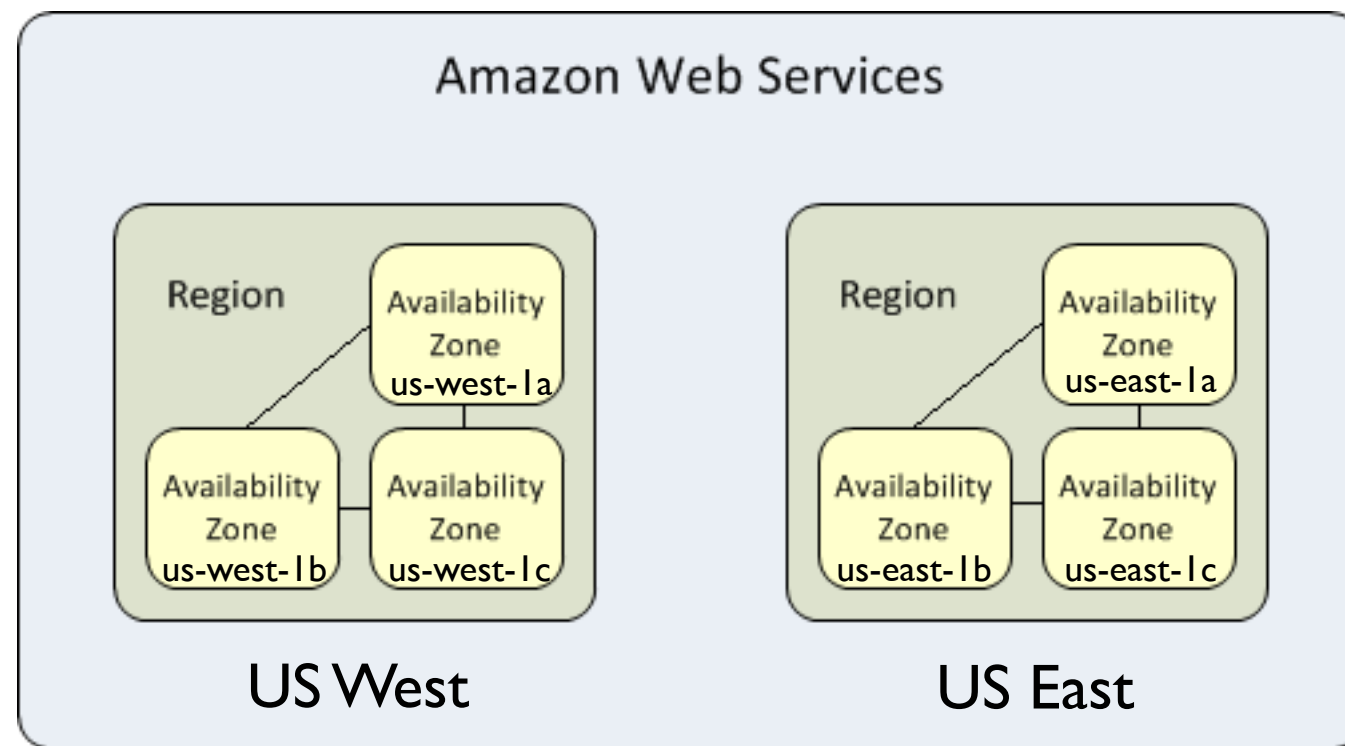 Amazon Web Services
Region
Availability
Zone
us-west-1a
Availability
Zone
us-west-1b
Availability
Zone
us-west-1c
US West
Region
Availability
Zone
us-east-1a
Availability
Zone
us-east-1b
Availability
Zone
us-east-1c
US East